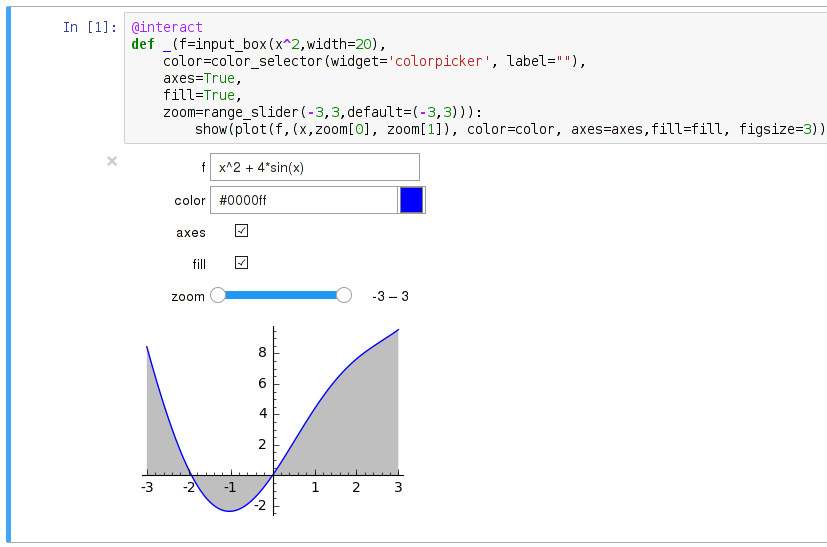 In [1]: @interact
def _(f=input_box(x^2,width=20),
color=color_selector(widget='colorpicker', label=""),
axes=True,
fill=True,
zoom=range_slider(-3,3,default=(-3,3))):
show(plot(f,(x,zoom[0], zoom[1]), color=color, axes=axes,fill=fill, figsize=3))
f x^2 + 4*sin(x)
color #0000ff
axes
fill
zoom -3 – 3
8
6
4
2
-3 -2 -1 1 2 3
-2